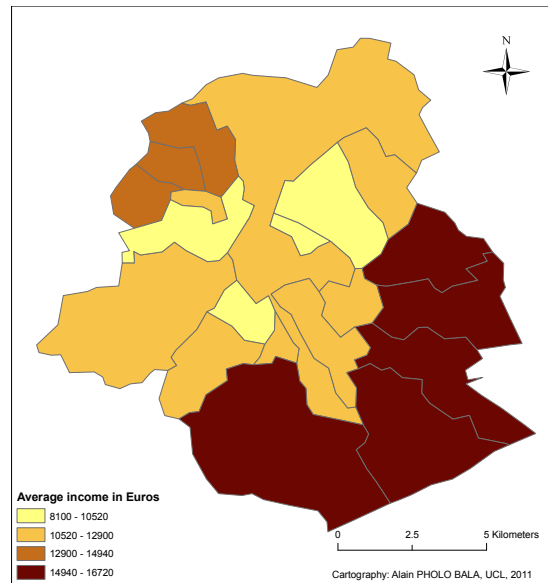 N
Average income in Euros
8100 - 10520
10520 - 12900
12900 - 14940
14940 - 16720
0 2.5 5 Kilometers
Cartography: Alain PHOLO BALA, UCL, 2011